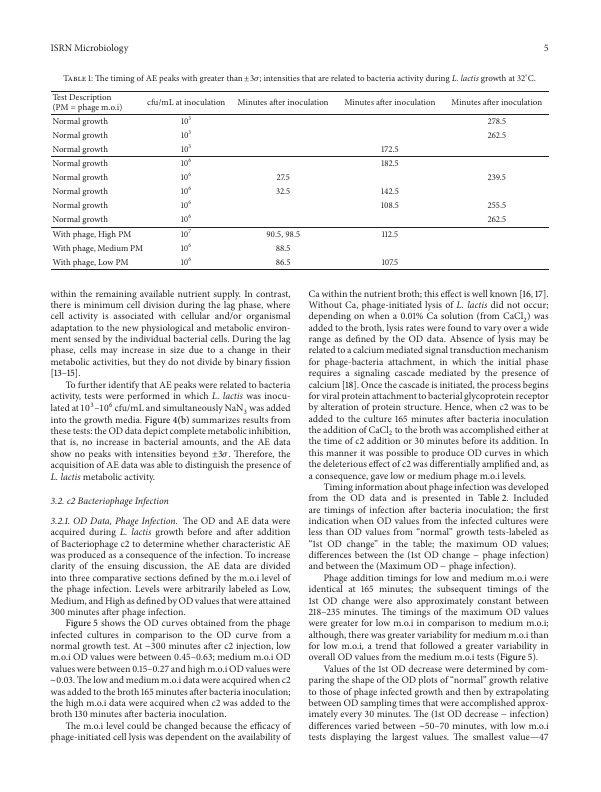 ISRN Microbiology 5
Table 1: The timing of AE peaks with greater than ±3σ; intensities that are related to bacteria activity during L. lactis growth at 32°C.
Test Description
(PM = phage m.o.i) cfu/mL at inoculation Minutes after inoculation Minutes after inoculation Minutes after inoculation
Normal growth 10⁵ 278.5
Normal growth 10⁵ 262.5
Normal growth 10⁵ 172.5
Normal growth 10⁶ 182.5
Normal growth 10⁶ 27.5 239.5
Normal growth 10⁶ 32.5 142.5
Normal growth 10⁶ 108.5 255.5
Normal growth 10⁶ 262.5
With phage, High PM 10⁷ 90.5, 98.5 112.5
With phage, Medium PM 10⁶ 88.5
With phage, Low PM 10⁶ 86.5 107.5
within the remaining available nutrient supply. In contrast,
there is minimum cell division during the lag phase, where
cell activity is associated with cellular and/or organismal
adaptation to the new physiological and metabolic environ-
ment sensed by the individual bacterial cells. During the lag
phase, cells may increase in size due to a change in their
metabolic activities, but they do not divide by binary fission
[13–15].
To further identify that AE peaks were related to bacteria
activity, tests were performed in which L. lactis was inocu-
lated at 10⁵–10⁶ cfu/mL and simultaneously NaN₃ was added
into the growth media. Figure 4(b) summarizes results from
these tests: the OD data depict complete metabolic inhibition,
that is, no increase in bacterial amounts, and the AE data
show no peaks with intensities beyond ±3σ. Therefore, the
acquisition of AE data was able to distinguish the presence of
L. lactis metabolic activity.
3.2. c2 Bacteriophage Infection
3.2.1. OD Data, Phage Infection. The OD and AE data were
acquired during L. lactis growth before and after addition
of Bacteriophage c2 to determine whether characteristic AE
was produced as a consequence of the infection. To increase
clarity of the ensuing discussion, the AE data are divided
into three comparative sections defined by the m.o.i level of
the phage infection. Levels were arbitrarily labeled as Low,
Medium, and High as defined by OD values that were attained
300 minutes after phage infection.
Figure 5 shows the OD curves obtained from the phage
infected cultures in comparison to the OD curve from a
normal growth test. At ~300 minutes after c2 injection, low
m.o.i OD values were between 0.45–0.63; medium m.o.i OD
values were between 0.15–0.27 and high m.o.i OD values were
~0.03. The low and medium m.o.i data were acquired when c2
was added to the broth 165 minutes after bacteria inoculation;
the high m.o.i data were acquired when c2 was added to the
broth 130 minutes after bacteria inoculation.
The m.o.i level could be changed because the efficacy of
phage-initiated cell lysis was dependent on the availability of
Ca within the nutrient broth; this effect is well known [16, 17].
Without Ca, phage-initiated lysis of L. lactis did not occur;
depending on when a 0.01% Ca solution (from CaCl₂) was
added to the broth, lysis rates were found to vary over a wide
range as defined by the OD data. Absence of lysis may be
related to a calcium mediated signal transduction mechanism
for phage-bacteria attachment, in which the initial phase
requires a signaling cascade mediated by the presence of
calcium [18]. Once the cascade is initiated, the process begins
for viral protein attachment to bacterial glycoprotein receptor
by alteration of protein structure. Hence, when c2 was to be
added to the culture 165 minutes after bacteria inoculation
the addition of CaCl₂ to the broth was accomplished either at
the time of c2 addition or 30 minutes before its addition. In
this manner it was possible to produce OD curves in which
the deleterious effect of c2 was differentially amplified and, as
a consequence, gave low or medium phage m.o.i levels.
Timing information about phage infection was developed
from the OD data and is presented in Table 2. Included
are timings of infection after bacteria inoculation; the first
indication when OD values from the infected cultures were
less than OD values from “normal” growth tests-labeled as
“1st OD change” in the table; the maximum OD values;
differences between the (1st OD change − phage infection)
and between the (Maximum OD − phage infection).
Phage addition timings for low and medium m.o.i were
identical at 165 minutes; the subsequent timings of the
1st OD change were also approximately constant between
218–235 minutes. The timings of the maximum OD values
were greater for low m.o.i in comparison to medium m.o.i;
although, there was greater variability for medium m.o.i than
for low m.o.i, a trend that followed a greater variability in
overall OD values from the medium m.o.i tests (Figure 5).
Values of the 1st OD decrease were determined by com-
paring the shape of the OD plots of “normal” growth relative
to those of phage infected growth and then by extrapolating
between OD sampling times that were accomplished approx-
imately every 30 minutes. The (1st OD decrease − infection)
differences varied between ~50–70 minutes, with low m.o.i
tests displaying the largest values. The smallest value—47